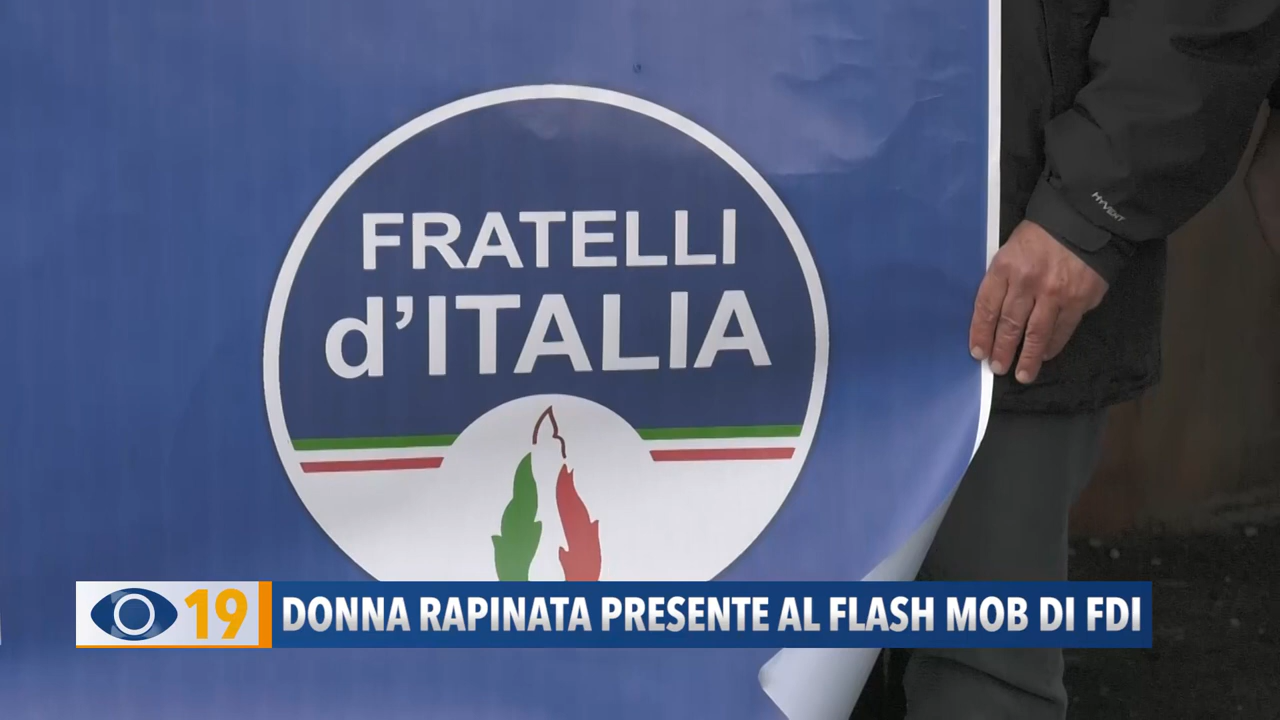 FRATELLI
d'ITALIA
HYVENT
19 DONNA RAPINATA PRESENTE AL FLASH MOB DI FDI